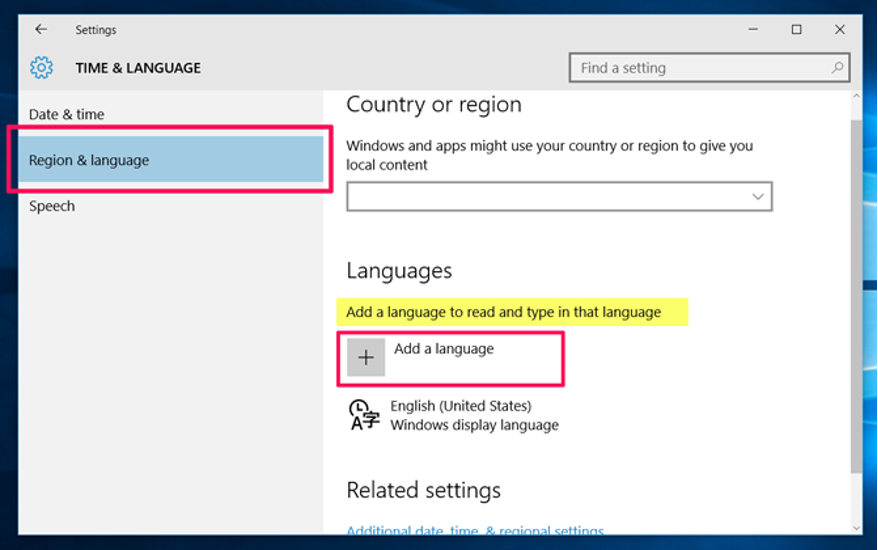 Settings
TIME & LANGUAGE
Find a setting
Date & time
Region & language
Speech
Country or region
Windows and apps might use your country or region to give you
local content
Languages
Add a language to read and type in that language
Add a language
English (United States)
Windows display language
Related settings
Additional date, time, & regional settings